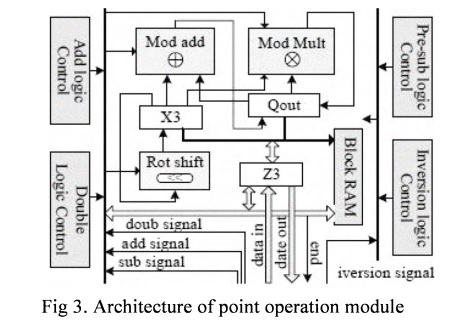 Add logic
Control
Mod add
⊕
Mod Mult
⊗
Pre-sub logic
Control
X3
Qout
Rot shift
<<
Z3
Block RAM
Double
Logic Control
Inversion logic
Control
doub signal
add signal
sub signal
data in
date out
end
iversion signal
Fig 3. Architecture of point operation module